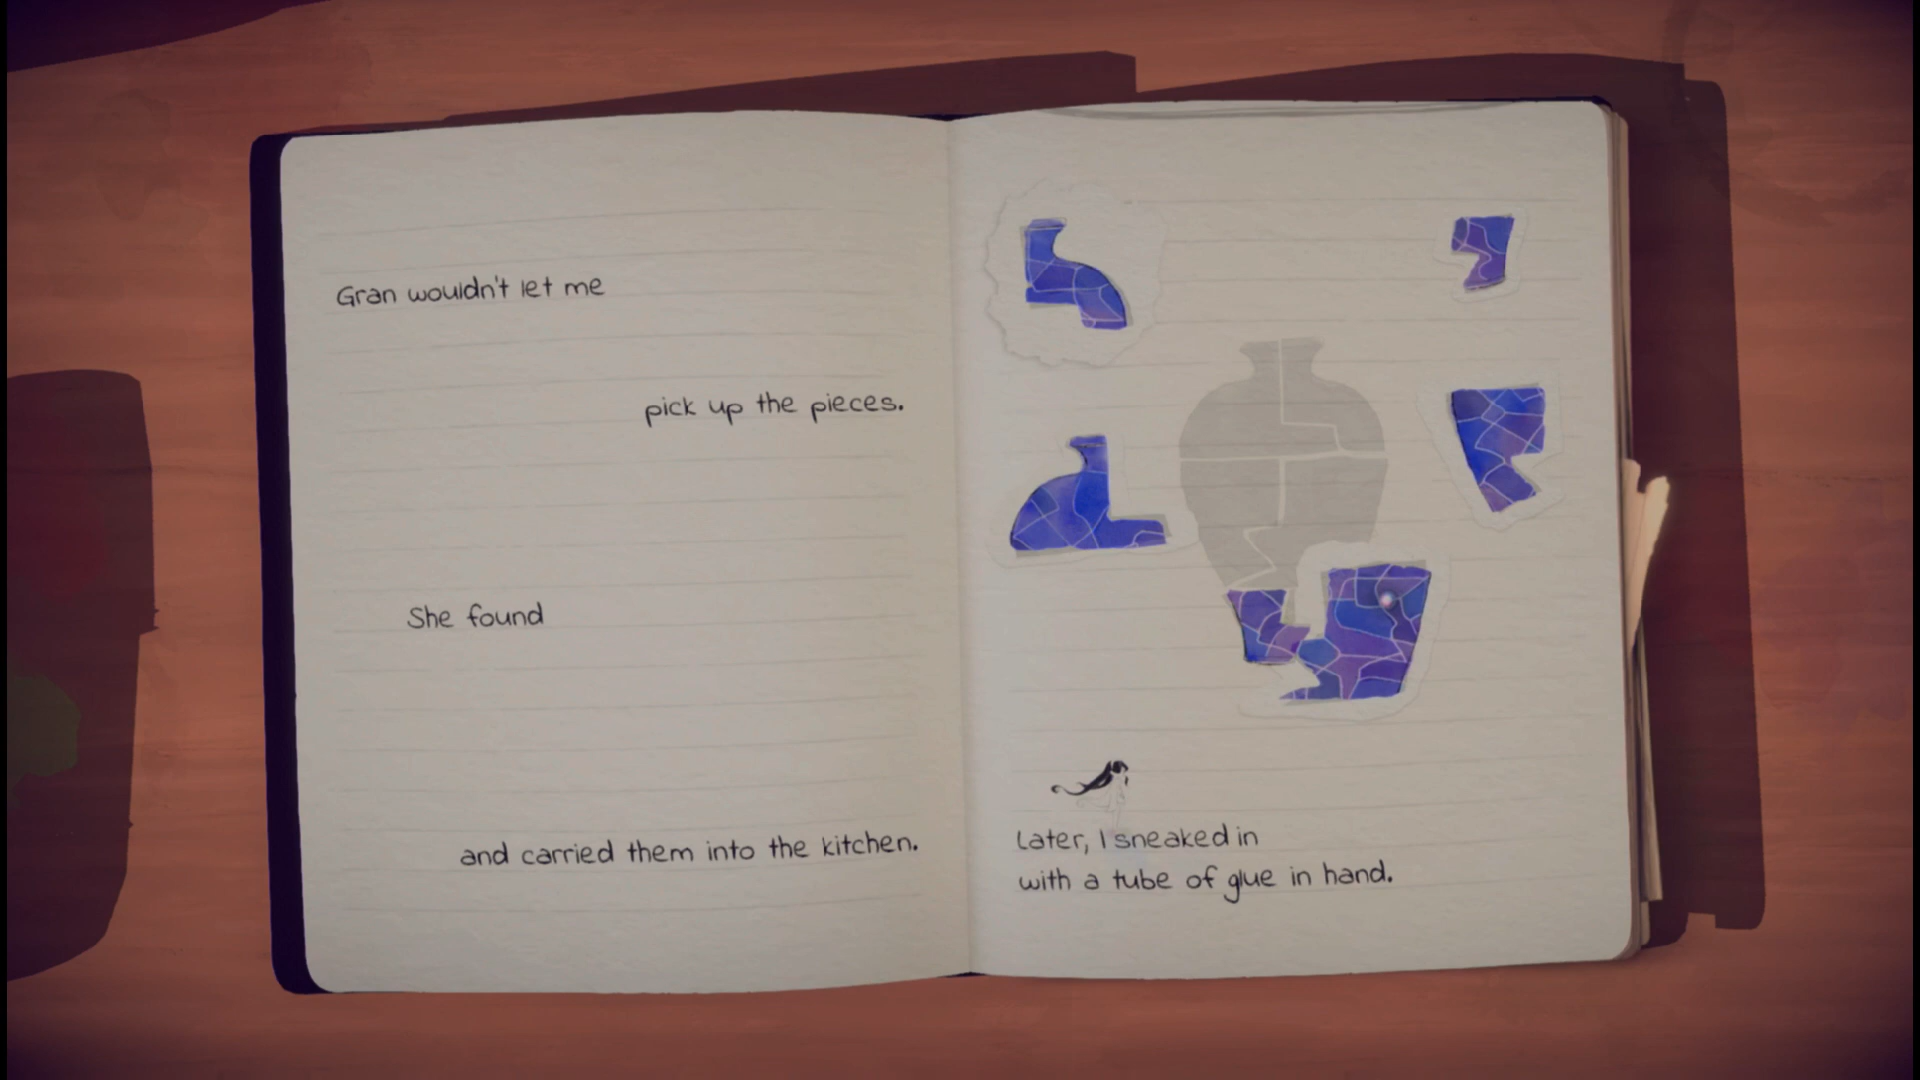 Gran wouldn't let me
pick up the pieces.
She found
and carried them into the kitchen.
Later, I sneaked in
with a tube of glue in hand.